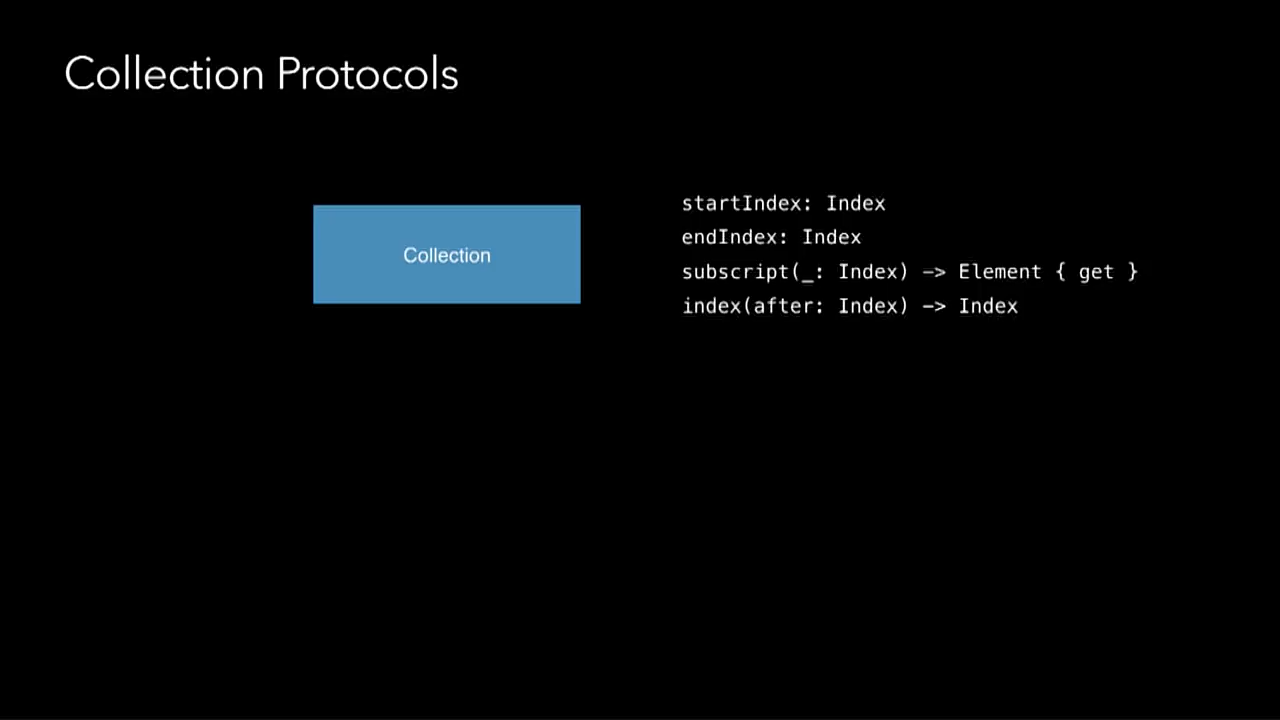 Collection Protocols
Collection
startIndex: Index
endIndex: Index
subscript(_: Index) -> Element { get }
index(after: Index) -> Index